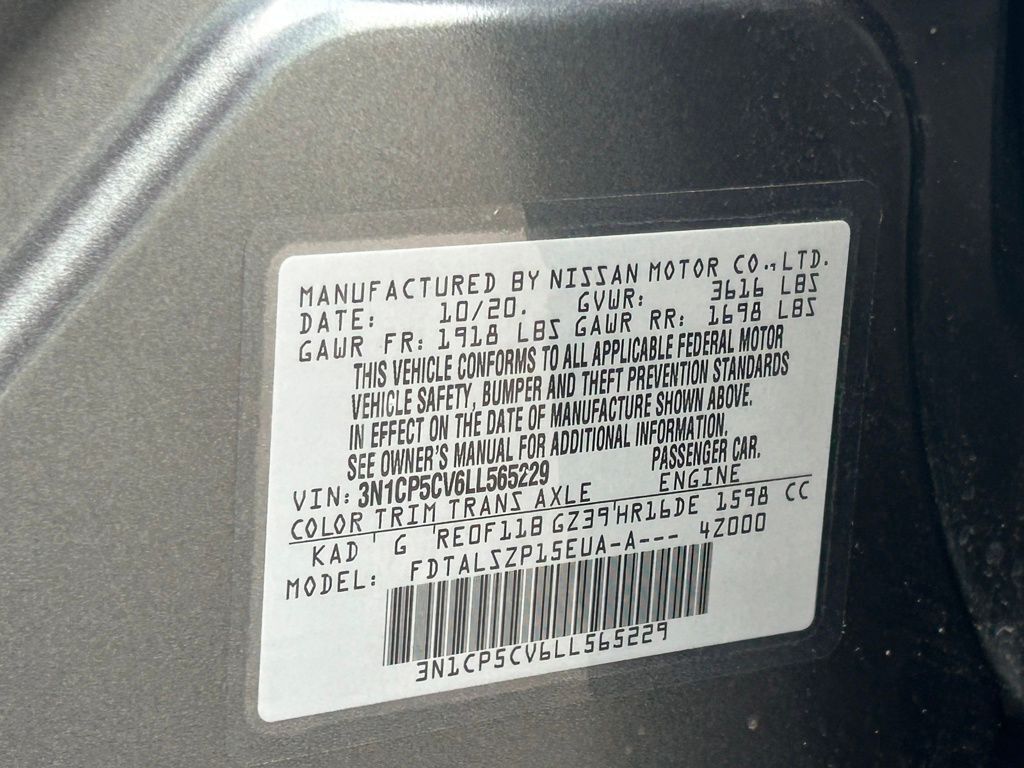 MANUFACTURED BY NISSAN MOTOR CO.,LTD.
DATE: 10/20. GVWR: 3616 LBS
GAWR FR: 1918 LBS GAWR RR: 1698 LBS
THIS VEHICLE CONFORMS TO ALL APPLICABLE FEDERAL MOTOR
VEHICLE SAFETY, BUMPER AND THEFT PREVENTION STANDARDS
IN EFFECT ON THE DATE OF MANUFACTURE SHOWN ABOVE.
SEE OWNER'S MANUAL FOR ADDITIONAL INFORMATION.
PASSENGER CAR.
VIN: 3N1CP5CV6LL565229
COLOR TRIM TRANS AXLE ENGINE
KAD ' G 'RE0F11B GZ39'HR16DE 1598 CC
MODEL: FDTALSZP15EUA-A--- 42000
3N1CP5CV6LL565229